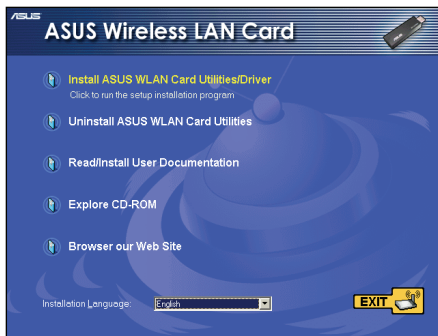 ASUS
ASUS Wireless LAN Card
Install ASUS WLAN Card Utilities/Driver
Click to run the setup installation program
Uninstall ASUS WLAN Card Utilities
Read/Install User Documentation
Explore CD-ROM
Browser our Web Site
Installation Language: English
EXIT